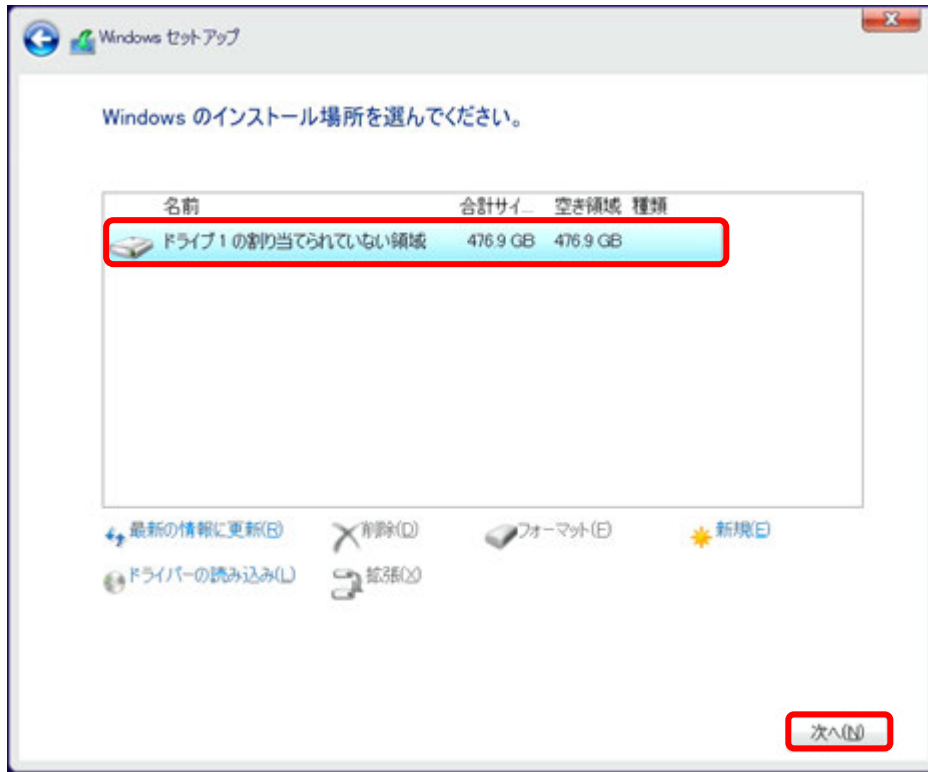 Windows セットアップ
Windows のインストール場所を選んでください。
名前 合計サイ... 空き領域 種類
ドライブ 1 の割り当てられていない領域 476.9 GB 476.9 GB
最新の情報に更新(R) 削除(D) フォーマット(F) 新規(E)
ドライバーの読み込み(L) 拡張(X)
次へ(N)